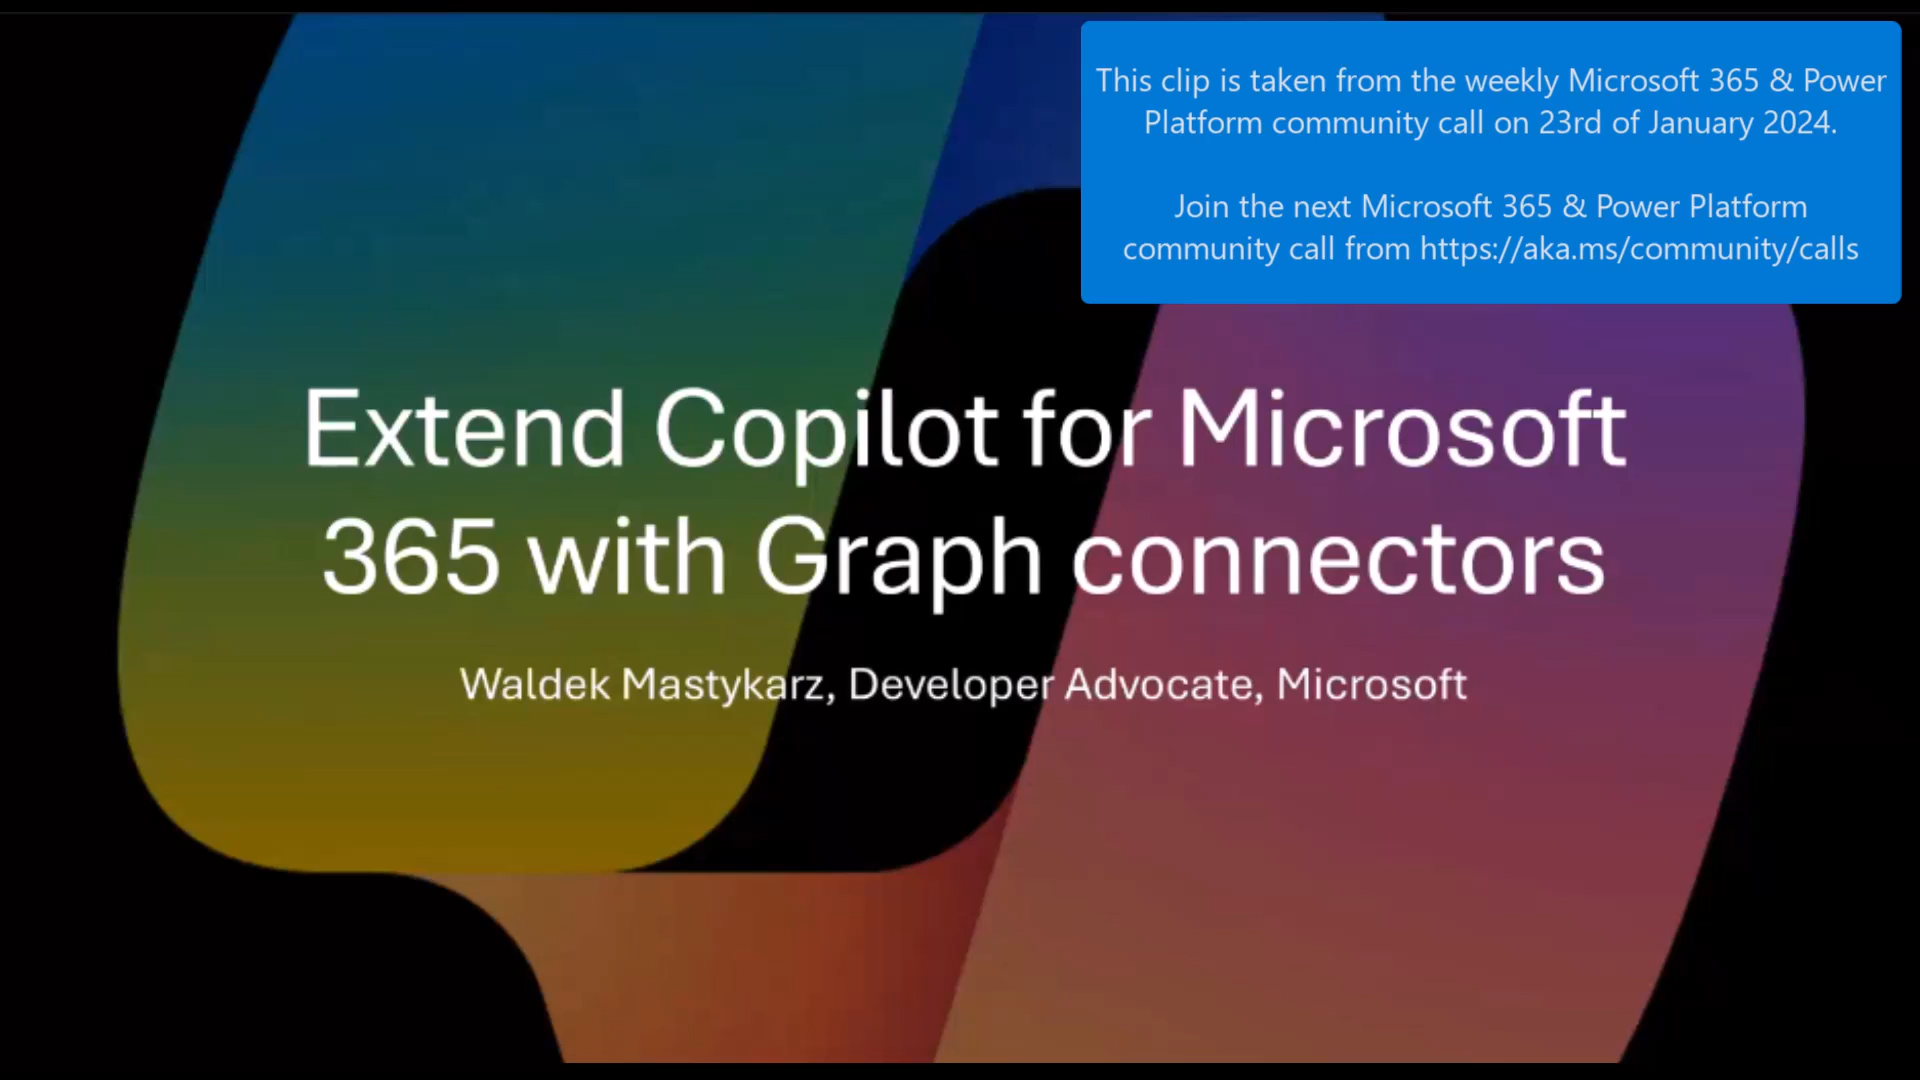 This clip is taken from the weekly Microsoft 365 & Power
Platform community call on 23rd of January 2024.
Join the next Microsoft 365 & Power Platform
community call from https://aka.ms/community/calls
Extend Copilot for Microsoft
365 with Graph connectors
Waldek Mastykarz, Developer Advocate, Microsoft